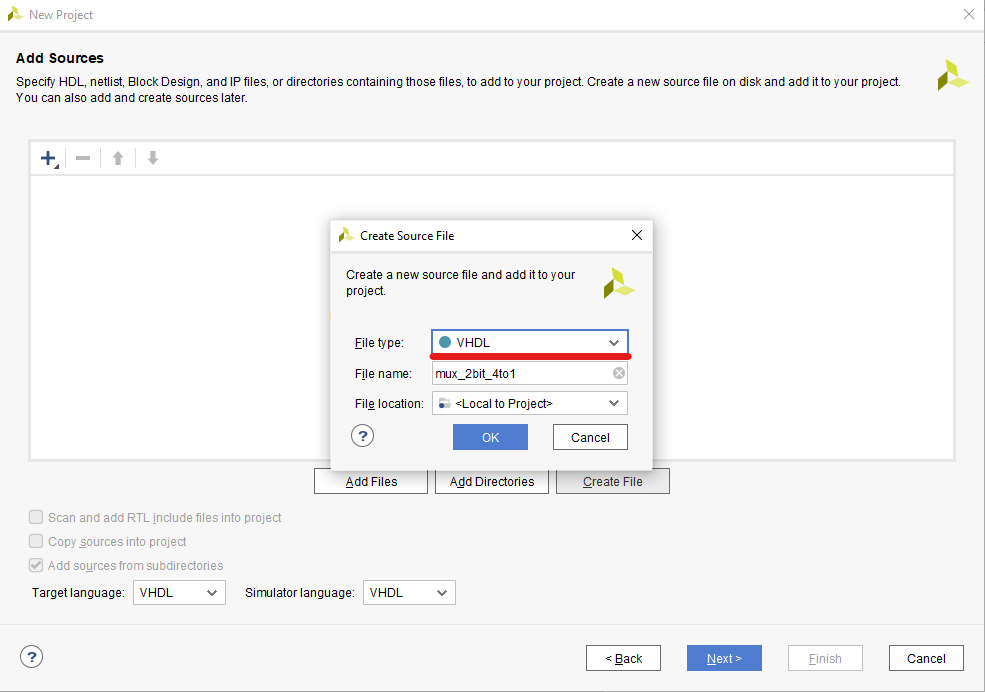 New Project
Add Sources
Specify HDL, netlist, Block Design, and IP files, or directories containing those files, to add to your project. Create a new source file on disk and add it to your project.
You can also add and create sources later.
Create Source File
Create a new source file and add it to your
project.
File type: VHDL
File name: mux_2bit_4to1
File location: <Local to Project>
? OK Cancel
Add Files Add Directories Create File
Scan and add RTL include files into project
Copy sources into project
Add sources from subdirectories
Target language: VHDL Simulator language: VHDL
? < Back Next > Finish Cancel